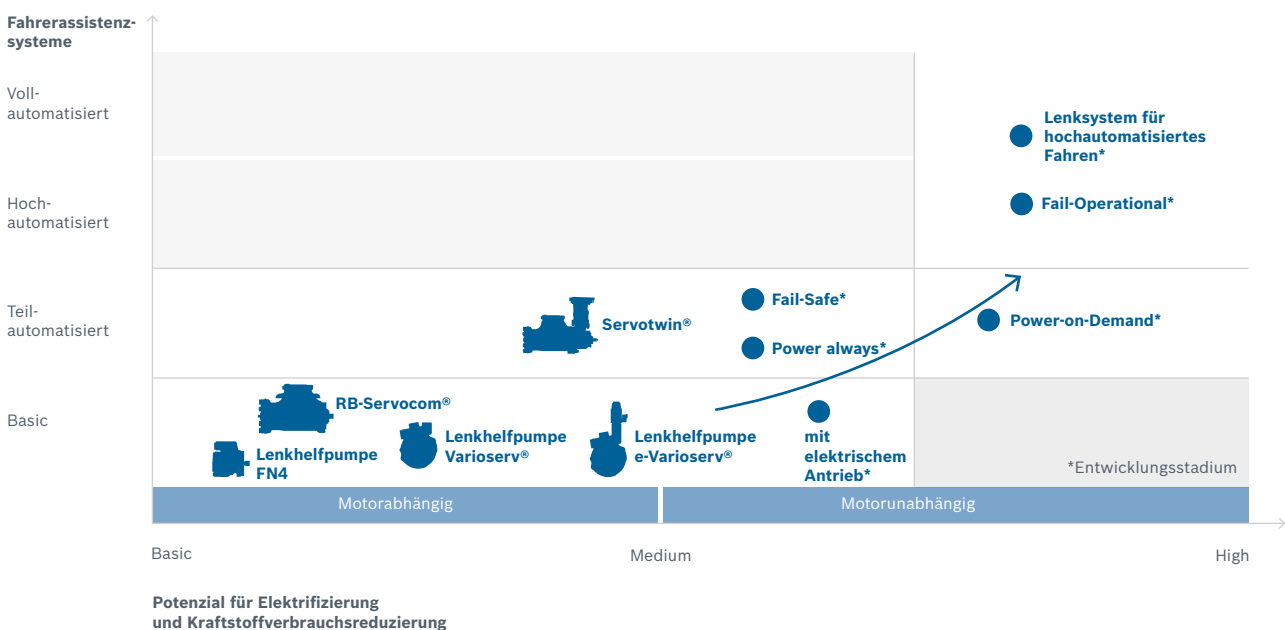 Fahrerassistenz-
systeme
Voll-
automatisiert
Hoch-
automatisiert
Teil-
automatisiert
Basic
Lenksystem für
hochautomatisiertes
Fahren*
Fail-Operational*
Fail-Safe*
Servotwin®
Power-on-Demand*
Power always*
RB-Servocom®
Lenkhelfpumpe
FN4
Lenkhelfpumpe
Varioserv®
Lenkhelfpumpe
e-Varioserv®
mit
elektrischem
Antrieb*
*Entwicklungsstadium
Motorabhängig
Motorunabhängig
Basic
Medium
High
Potenzial für Elektrifizierung
und Kraftstoffverbrauchsreduzierung